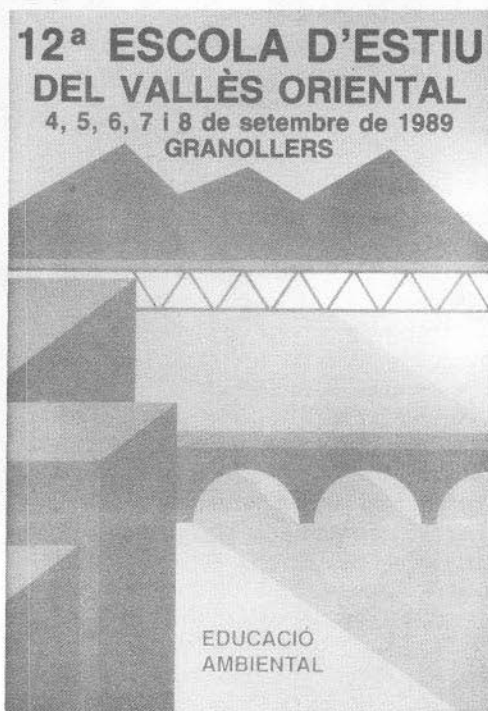 12ª ESCOLA D'ESTIU
DEL VALLÈS ORIENTAL
4, 5, 6, 7 i 8 de setembre de 1989
GRANOLLERS
EDUCACIÓ
AMBIENTAL